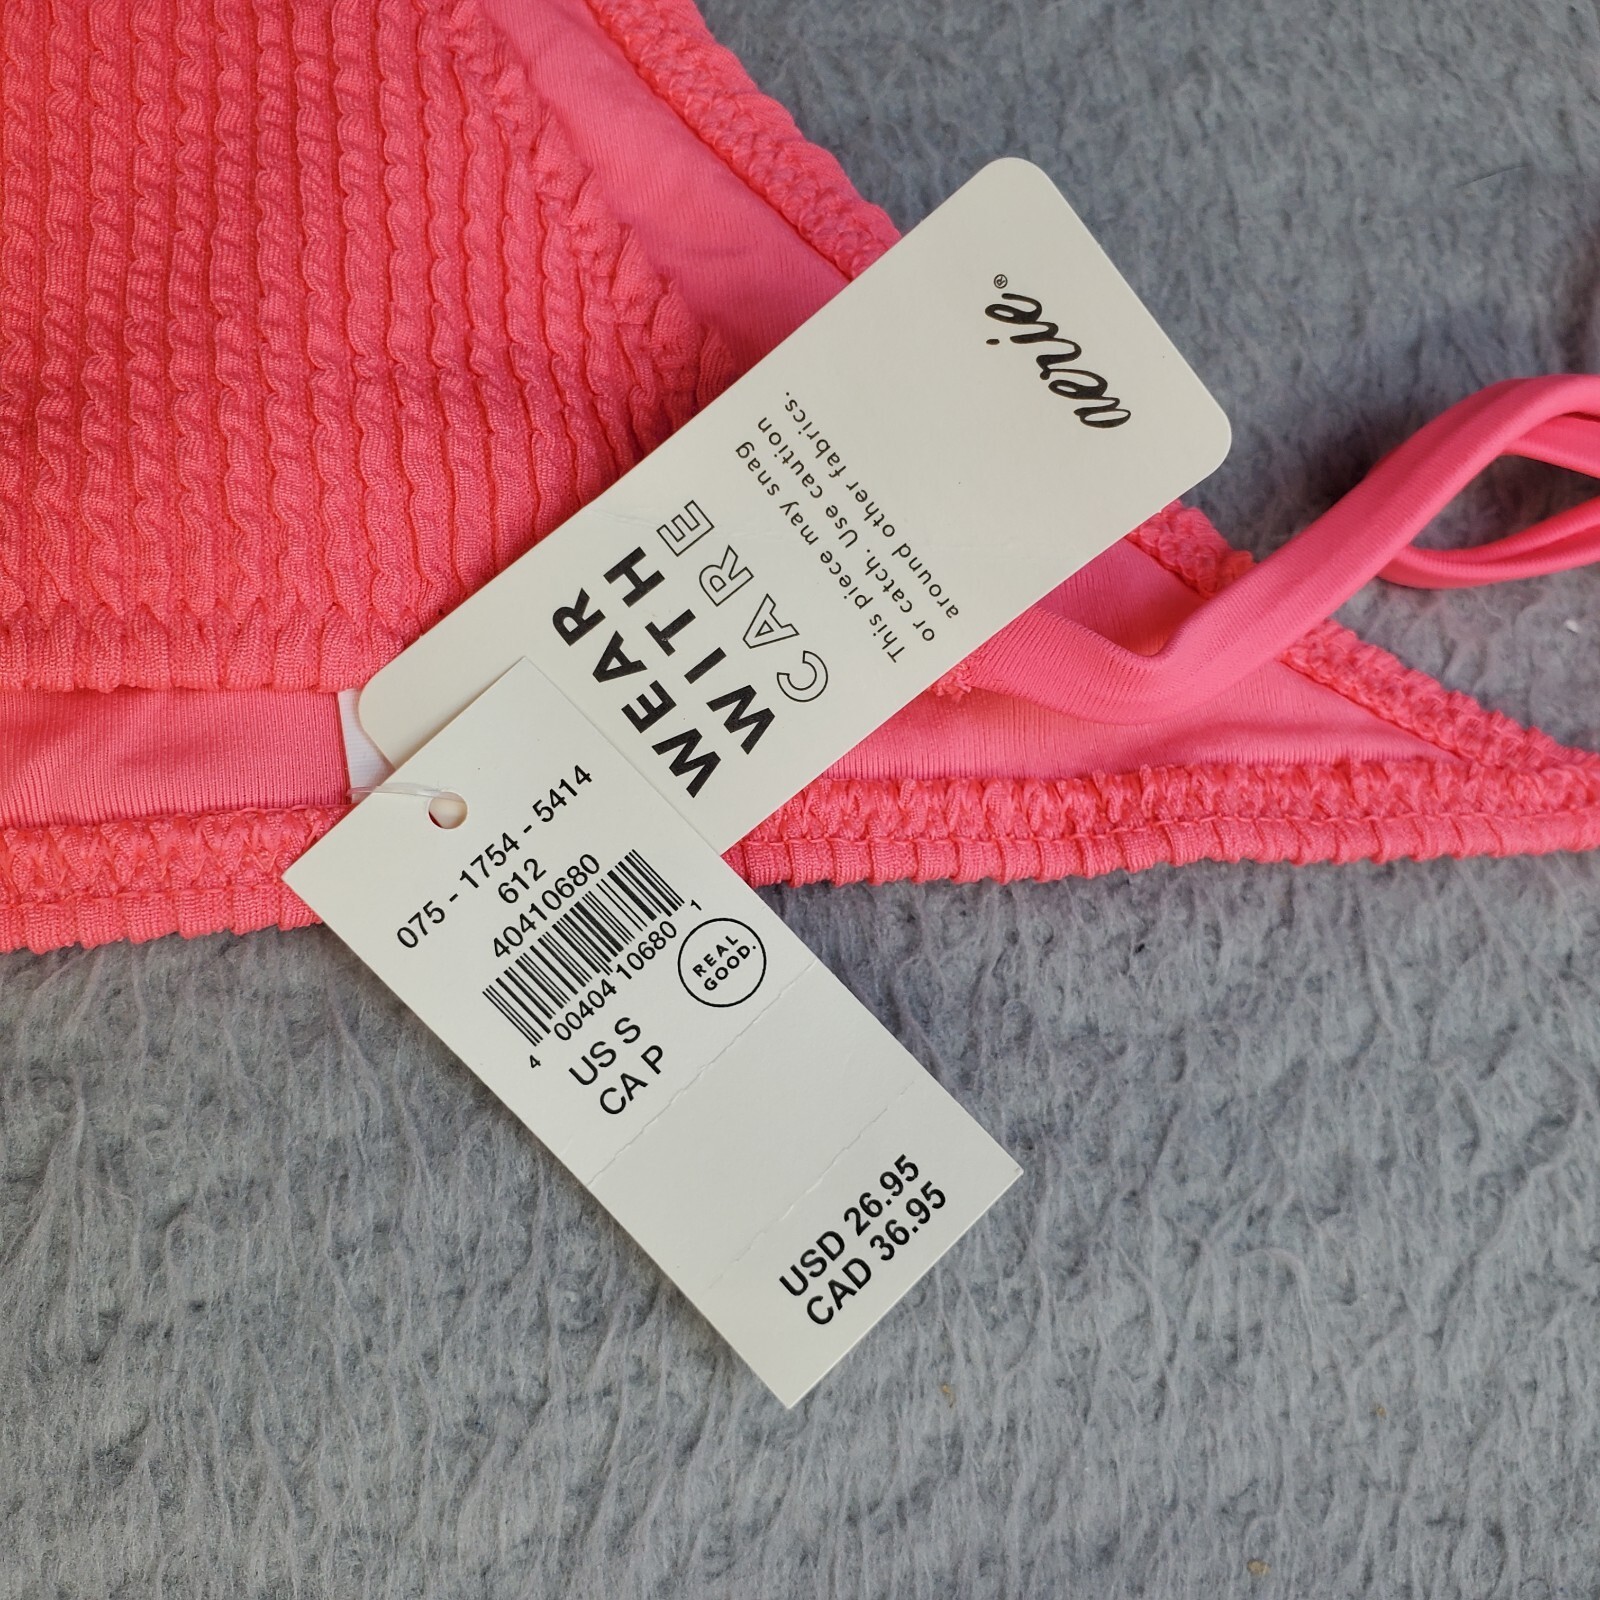 aerie®
WEAR
WITH
CARE
This piece may snag
or catch. Use caution
around other fabrics.
075 - 1754 - 5414
612
40410680
4 00404 10680 1
REAL
GOOD.
US S
CA P
USD 26.95
CAD 36.95